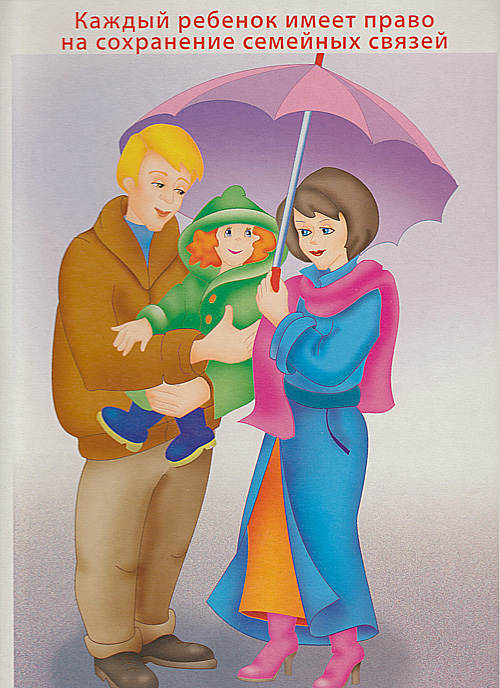 Каждый ребенок имеет право
на сохранение семейных связей